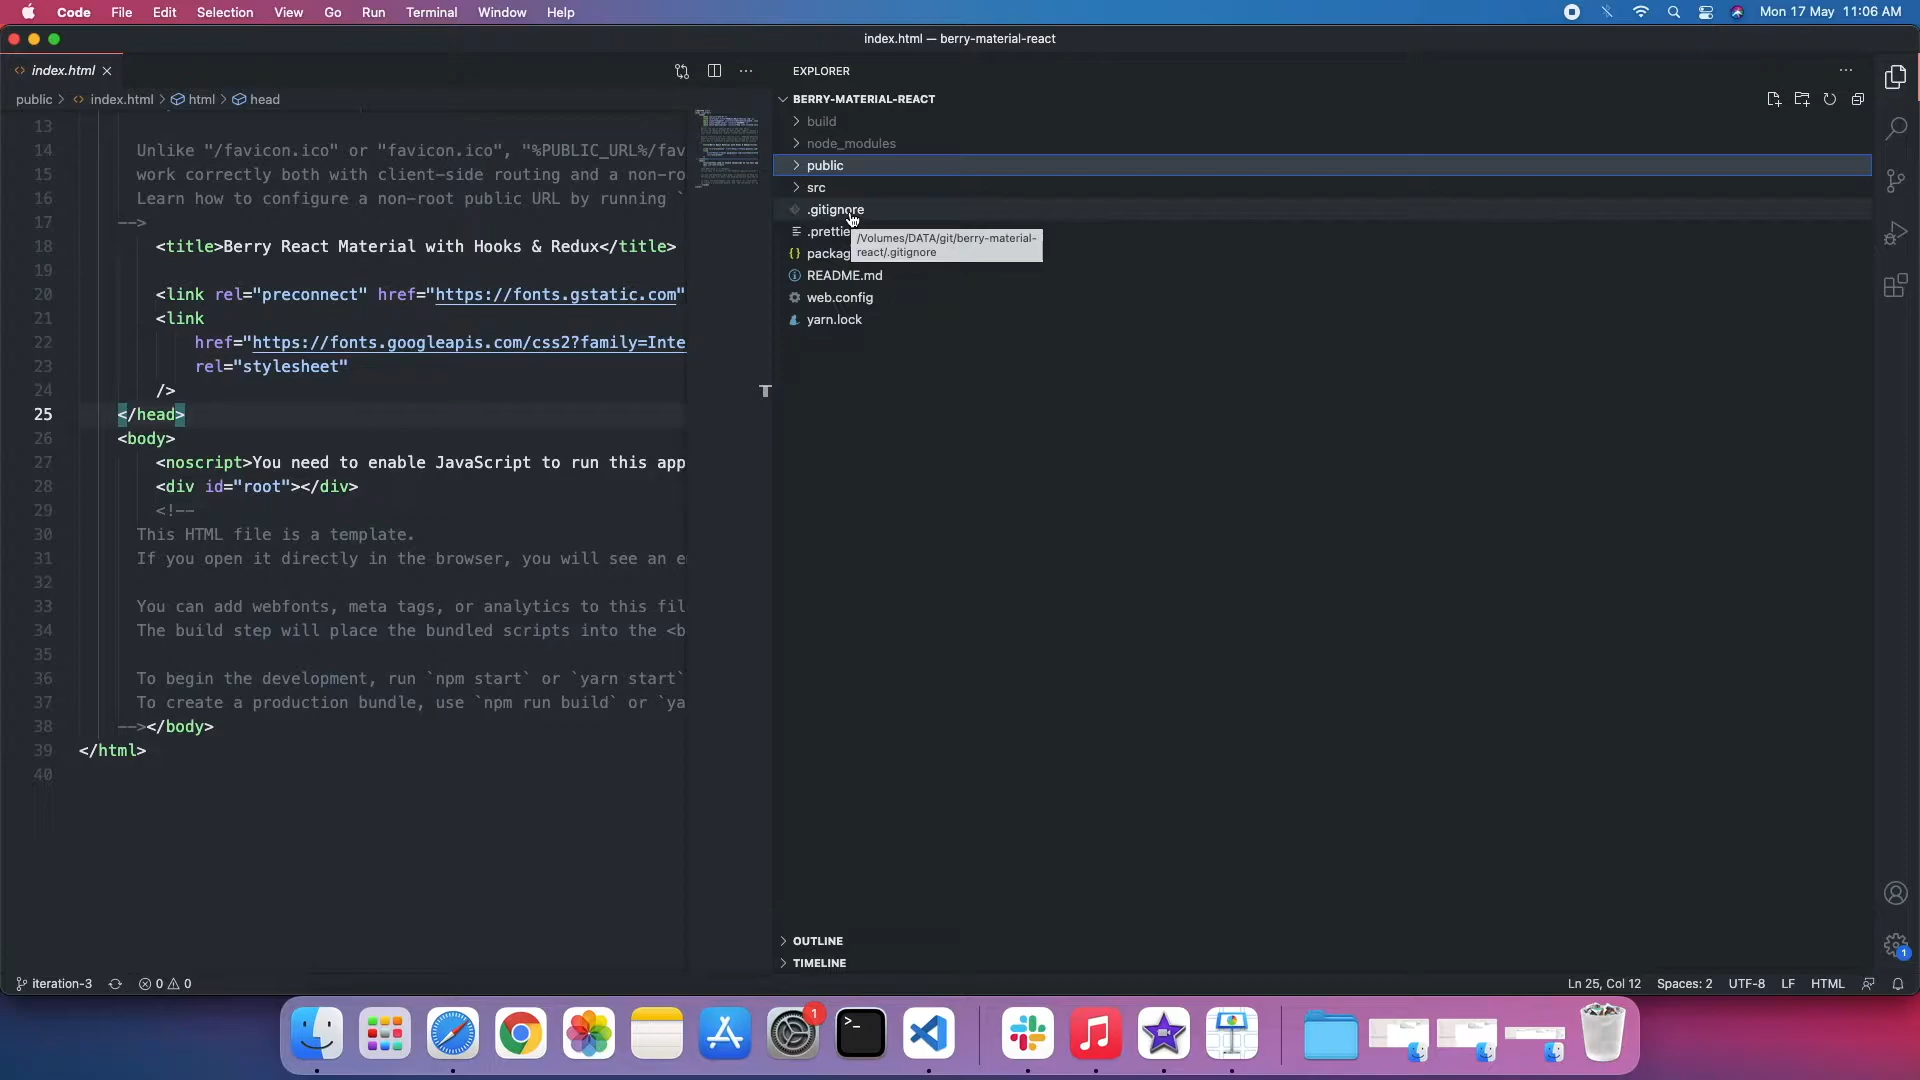 Code File Edit Selection View Go Run Terminal Window Help
Mon 17 May 11:06 AM
index.html — berry-material-react
index.html
public > index.html > html > head
13
14 Unlike "/favicon.ico" or "favicon.ico", "%PUBLIC_URL%/fav
15 work correctly both with client-side routing and a non-ro
16 Learn how to configure a non-root public URL by running `
17 -->
18 <title>Berry React Material with Hooks & Redux</title>
19
20 <link rel="preconnect" href="https://fonts.gstatic.com"
21 <link
22 href="https://fonts.googleapis.com/css2?family=Inte
23 rel="stylesheet"
24 />
25 </head>
26 <body>
27 <noscript>You need to enable JavaScript to run this app
28 <div id="root"></div>
29 <!--
30 This HTML file is a template.
31 If you open it directly in the browser, you will see an e
32
33 You can add webfonts, meta tags, or analytics to this fil
34 The build step will place the bundled scripts into the <b
35
36 To begin the development, run `npm start` or `yarn start`
37 To create a production bundle, use `npm run build` or `ya
38 --></body>
39 </html>
40
EXPLORER
BERRY-MATERIAL-REACT
build
node_modules
public
src
.gitignore
.prettie
packag
/Volumes/DATA/git/berry-material-
react/.gitignore
README.md
web.config
yarn.lock
OUTLINE
TIMELINE
1
iteration-3 0 0
Ln 25, Col 12 Spaces: 2 UTF-8 LF HTML
1